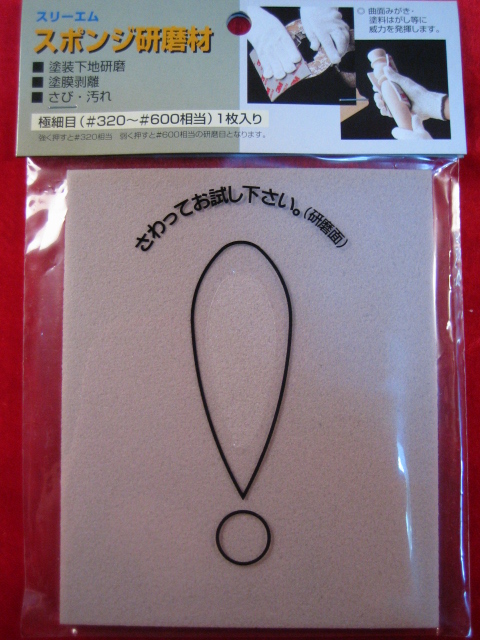 スリーエム
スポンジ研磨材
■ 塗装下地研磨
■ 塗膜剥離
■ さび・汚れ
極細目(#320〜#600相当)1枚入り
強く押すと#320相当 弱く押すと#600相当の研磨目となります。
○ 曲面みがき・
塗料はがし等に
威力を発揮します。
さわってお試し下さい。(研磨面)